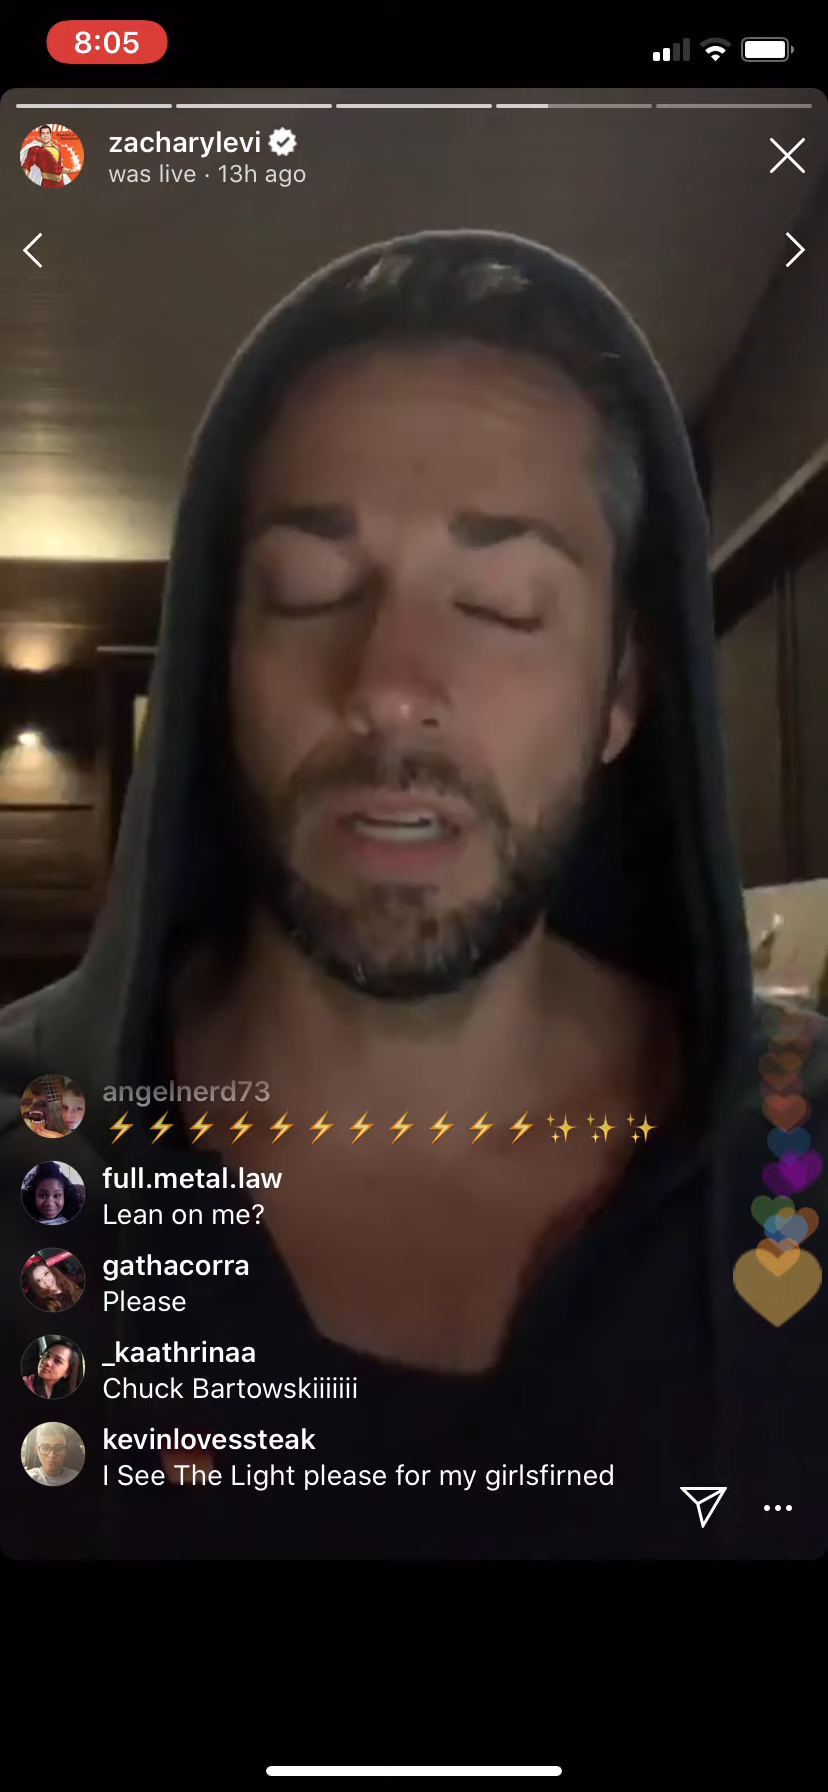 8:05
zacharylevi
was live · 13h ago
angelnerd73
⚡⚡⚡⚡⚡⚡⚡⚡⚡⚡⚡✨✨✨
full.metal.law
Lean on me?
gathacorra
Please
_kaathrinaa
Chuck Bartowskiiiiiii
kevinlovessteak
I See The Light please for my girlsfirned